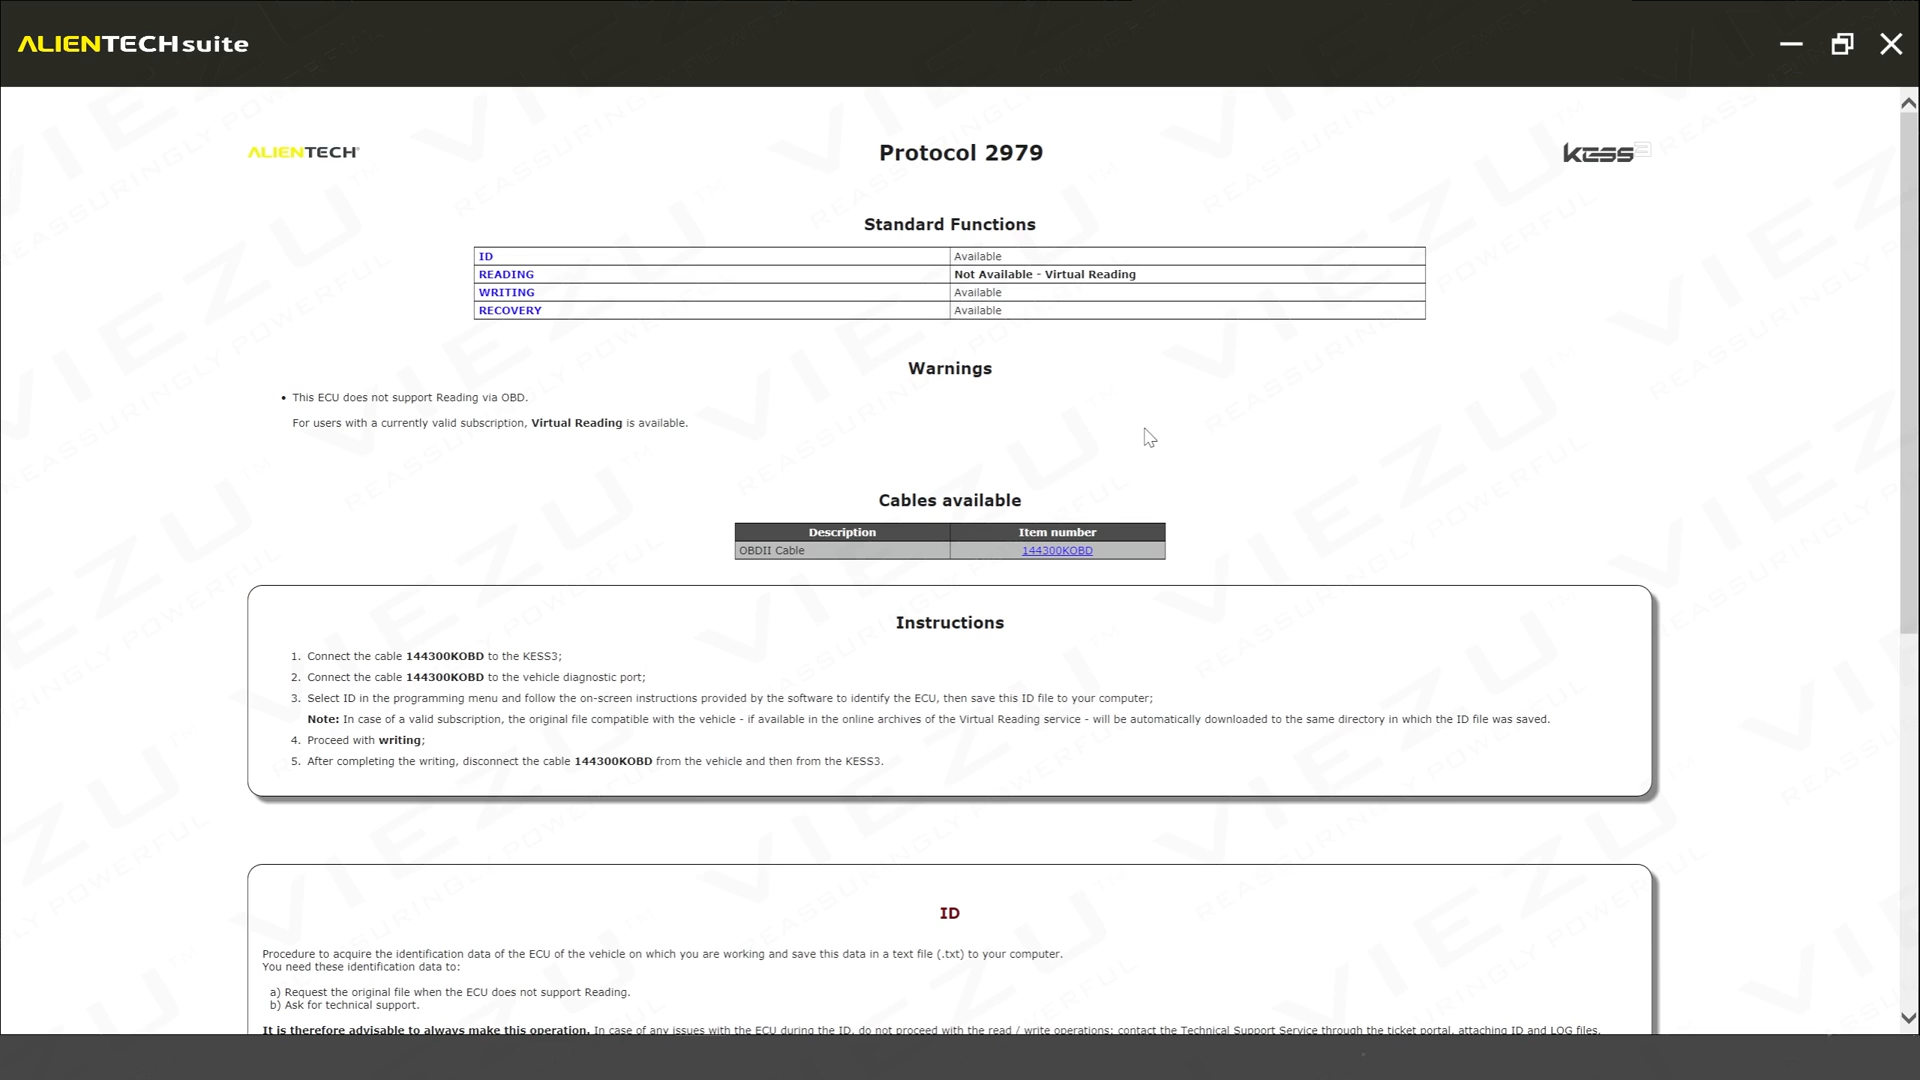 ALIENTECH suite
ALIENTECH®
Protocol 2979
KESS3
Standard Functions
ID Available
READING Not Available - Virtual Reading
WRITING Available
RECOVERY Available
Warnings
• This ECU does not support Reading via OBD.
For users with a currently valid subscription, Virtual Reading is available.
Cables available
Description Item number
OBDII Cable 144300KOBD
Instructions
1. Connect the cable 144300KOBD to the KESS3;
2. Connect the cable 144300KOBD to the vehicle diagnostic port;
3. Select ID in the programming menu and follow the on-screen instructions provided by the software to identify the ECU, then save this ID file to your computer;
Note: In case of a valid subscription, the original file compatible with the vehicle - if available in the online archives of the Virtual Reading service - will be automatically downloaded to the same directory in which the ID file was saved.
4. Proceed with writing;
5. After completing the writing, disconnect the cable 144300KOBD from the vehicle and then from the KESS3.
ID
Procedure to acquire the identification data of the ECU of the vehicle on which you are working and save this data in a text file (.txt) to your computer.
You need these identification data to:
a) Request the original file when the ECU does not support Reading.
b) Ask for technical support.
It is therefore advisable to always make this operation. In case of any issues with the ECU during the ID, do not proceed with the read / write operations; contact the Technical Support Service through the ticket portal, attaching ID and LOG files.
VIEZU™
REASSURINGLY POWERFUL